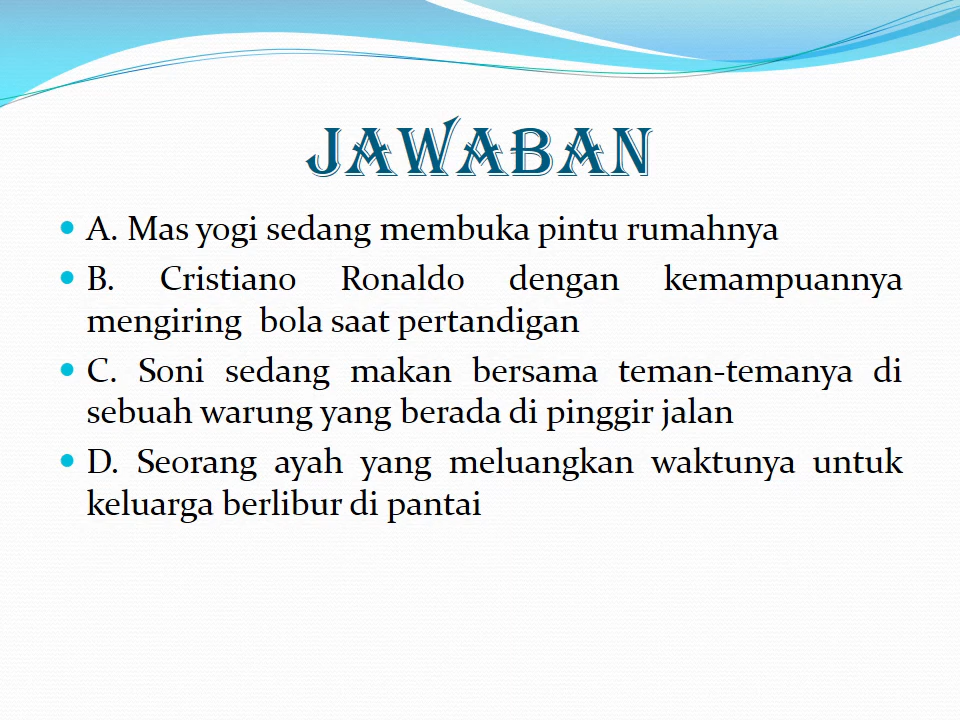 JAWABAN
• A. Mas yogi sedang membuka pintu rumahnya
• B. Cristiano Ronaldo dengan kemampuannya
mengiring bola saat pertandigan
• C. Soni sedang makan bersama teman-temanya di
sebuah warung yang berada di pinggir jalan
• D. Seorang ayah yang meluangkan waktunya untuk
keluarga berlibur di pantai